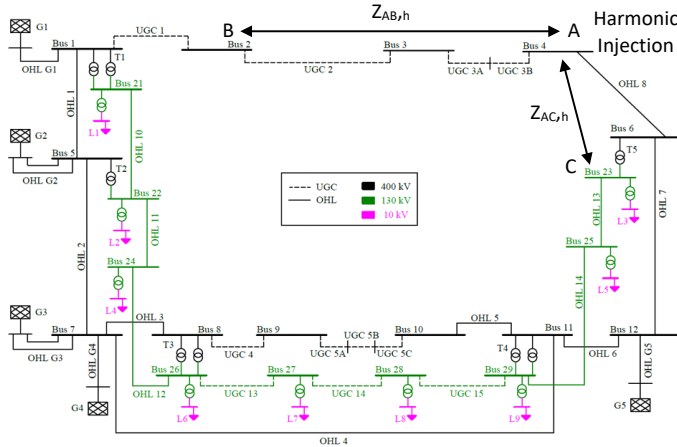 Z_AB,h
G1
B
A
Harmonic
Injection
Bus 1
UGC 1
Bus 2
Bus 3
Bus 4
T1
OHL G1
UGC 2
UGC 3A
UGC 3B
OHL 8
Bus 21
OHL 1
L1
OHL 10
Z_AC,h
Bus 6
G2
T5
Bus 5
C
Bus 23
T2
OHL G2
UGC
OHL
400 kV
130 kV
10 kV
OHL 13
L3
OHL 7
Bus 22
OHL 11
L2
Bus 25
Bus 24
OHL 2
L4
L5
OHL 14
G3
Bus 7
OHL 3
Bus 8
Bus 9
UGC 5B
Bus 10
OHL 5
Bus 11
Bus 12
T3
T4
OHL G3
OHL G4
UGC 4
UGC 5A
UGC 5C
OHL 6
OHL G5
Bus 26
Bus 27
Bus 28
Bus 29
OHL 12
UGC 13
UGC 14
UGC 15
G4
L6
L7
L8
L9
G5
OHL 4